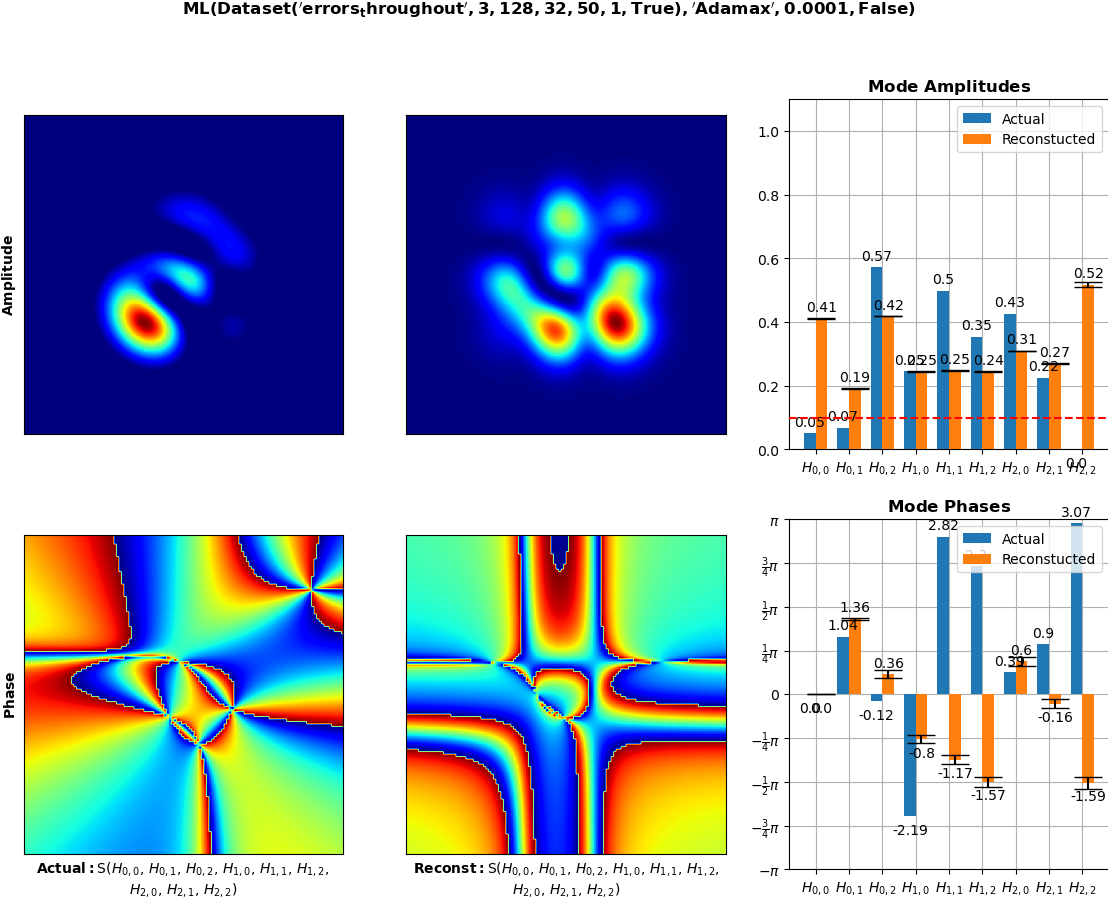 ML(Dataset('errors_throughout', 3, 128, 32, 50, 1, True), 'Adamax', 0.0001, False)
Amplitude
Mode Amplitudes
Actual
Reconstucted
1.0
0.8
0.6
0.4
0.2
0.0
0.05 0.07 0.57 0.25 0.5 0.35 0.43 0.22 0.0
0.41 0.19 0.42 0.25 0.25 0.24 0.31 0.27 0.52
H0,0 H0,1 H0,2 H1,0 H1,1 H1,2 H2,0 H2,1 H2,2
Phase
Mode Phases
Actual
Reconstucted
π
3/4π
1/2π
1/4π
0
−1/4π
−1/2π
−3/4π
−π
0.0 1.04 -0.12 -2.19 2.82 0.39 0.9 3.07
0.0 1.36 0.36 -0.8 -1.17 -1.57 0.6 -0.16 -1.59
H0,0 H0,1 H0,2 H1,0 H1,1 H1,2 H2,0 H2,1 H2,2
Actual: S(H0,0, H0,1, H0,2, H1,0, H1,1, H1,2,
H2,0, H2,1, H2,2)
Reconst: S(H0,0, H0,1, H0,2, H1,0, H1,1, H1,2,
H2,0, H2,1, H2,2)